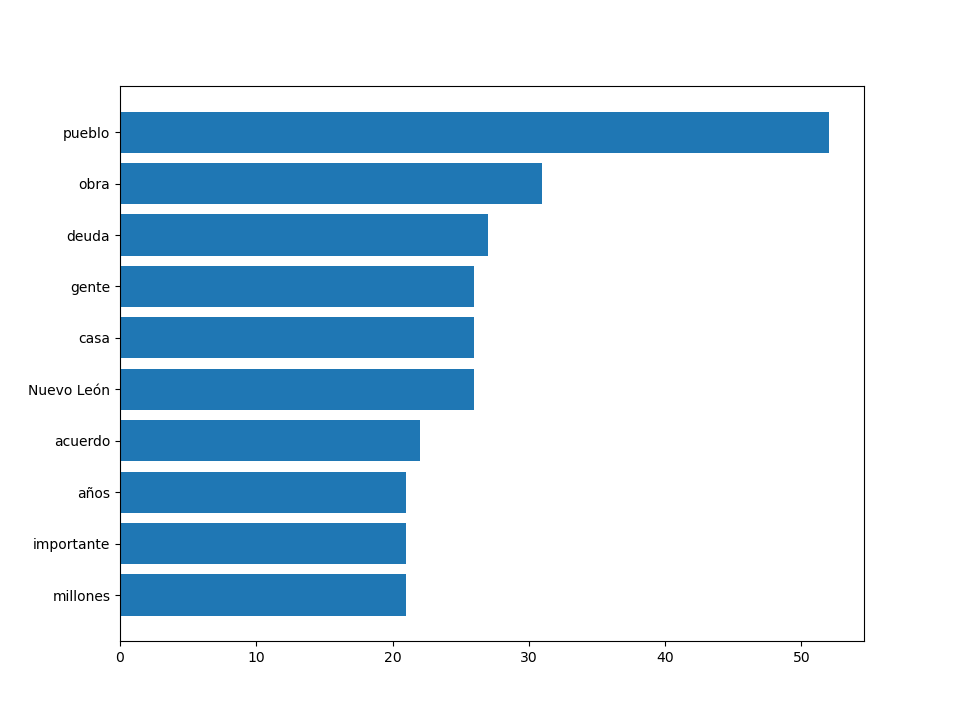 pueblo
obra
deuda
gente
casa
Nuevo León
acuerdo
años
importante
millones
0 10 20 30 40 50